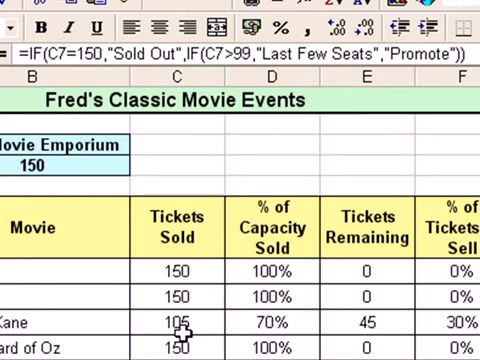 B I U $ %
=IF(C7=150,"Sold Out",IF(C7>99,"Last Few Seats","Promote"))
B C D E F
Fred's Classic Movie Events
Movie Emporium
150
Movie Tickets Sold % of Capacity Sold Tickets Remaining % of Tickets Sell
150 100% 0 0%
150 100% 0 0%
Kane 105 70% 45 30%
ard of Oz 150 100% 0 0%